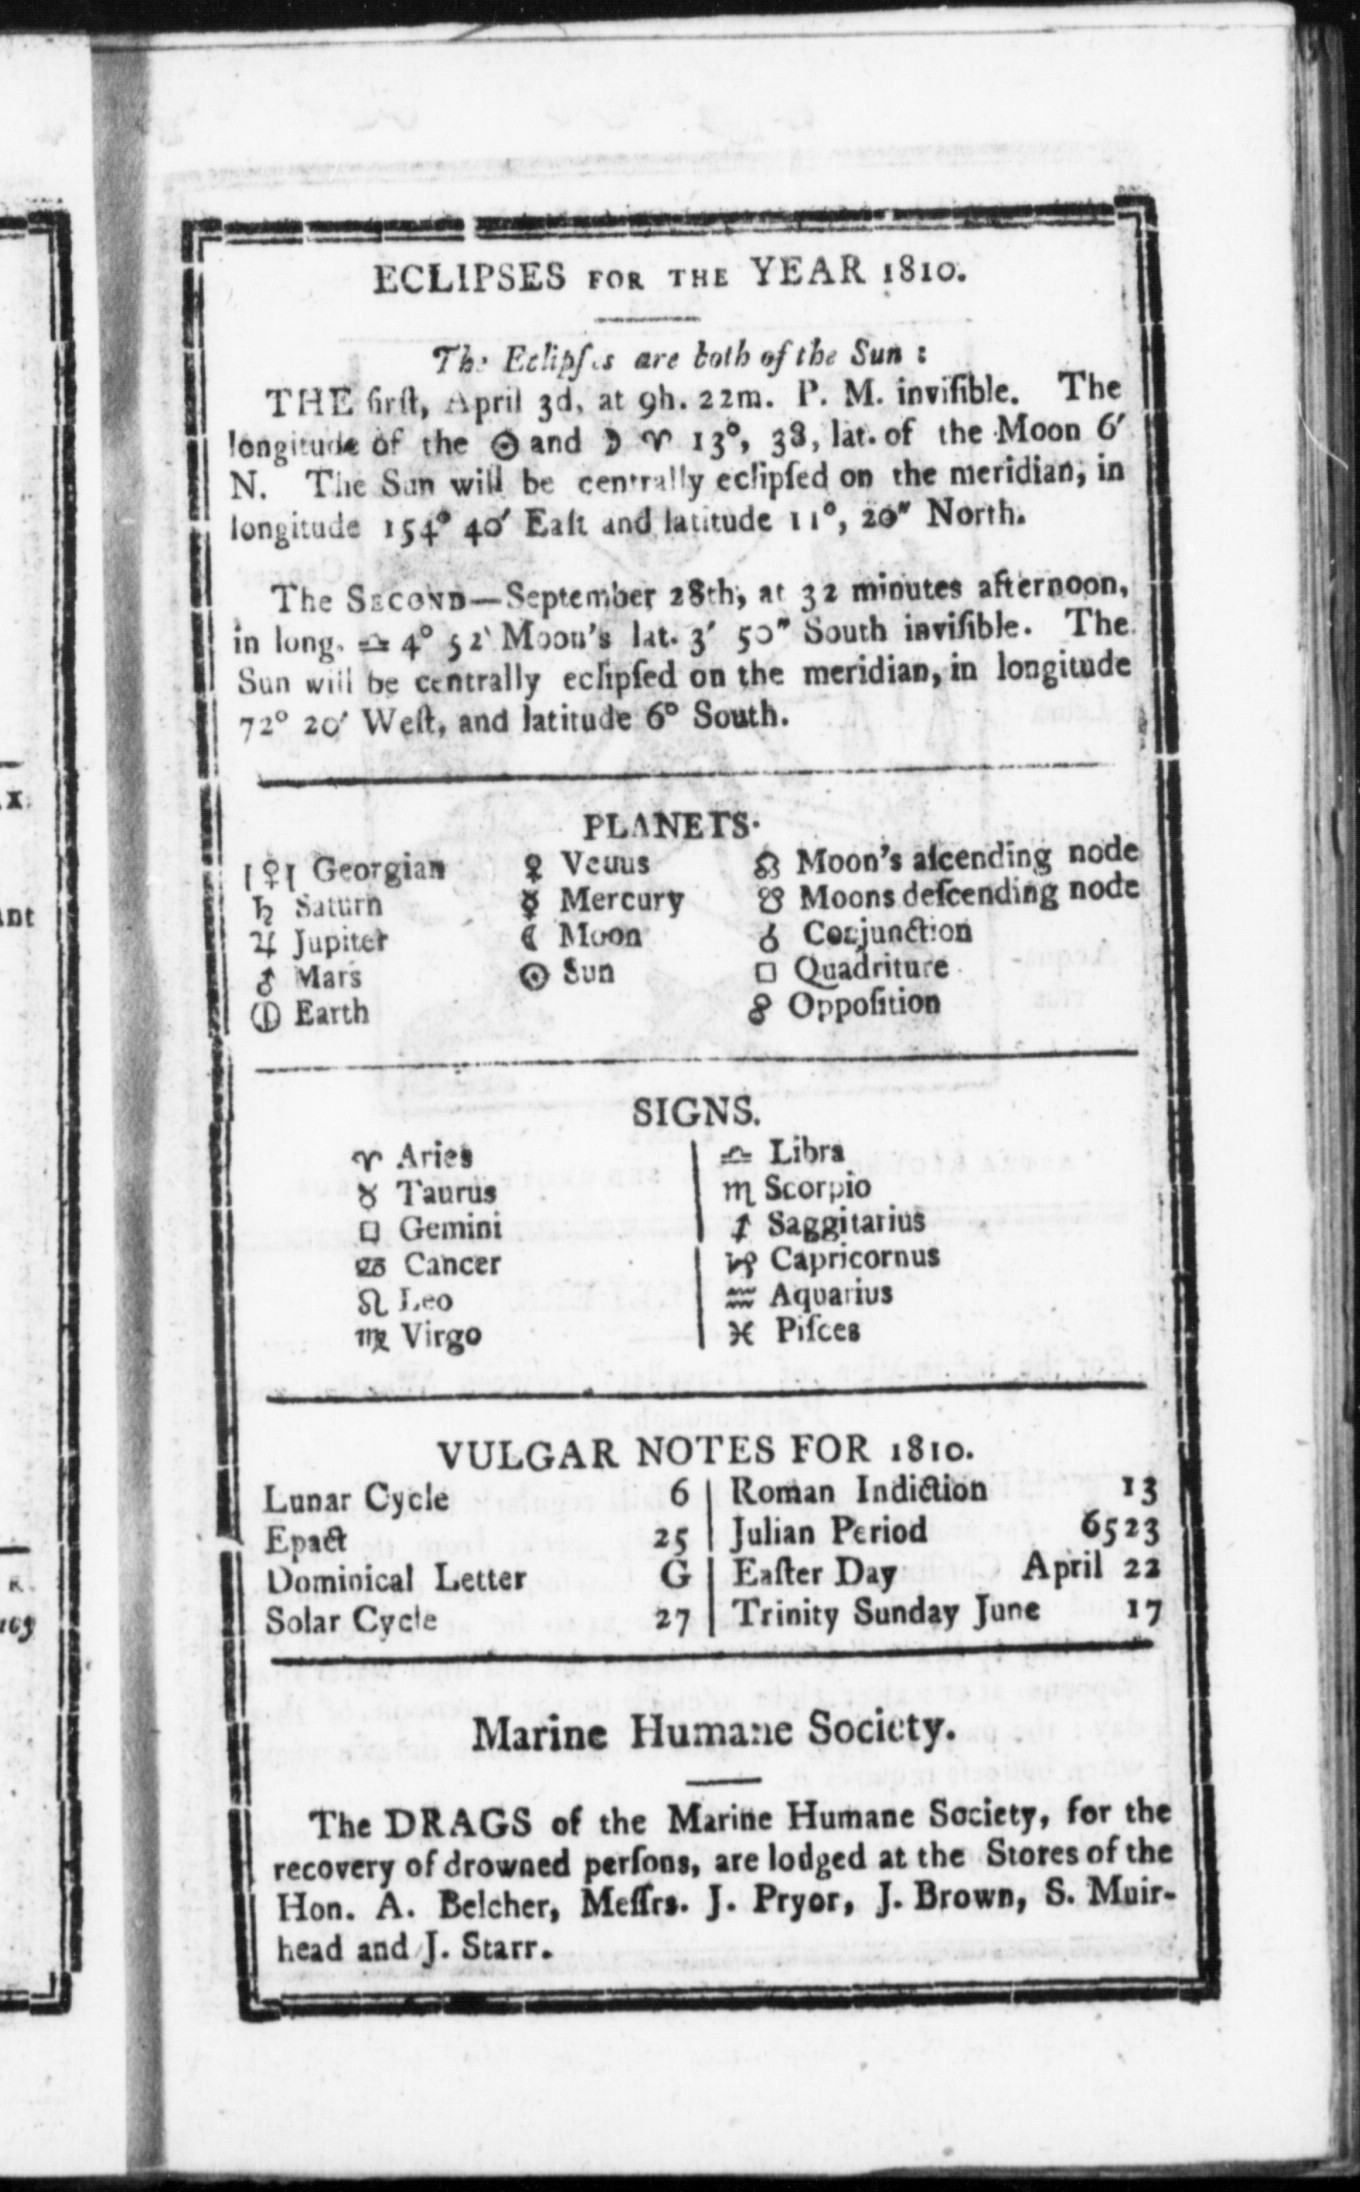 ECLIPSES FOR THE YEAR 1810.
The Eclipſes are both of the Sun :
THE firſt, April 3d, at 9h. 22m. P. M. inviſible. The
longitude of the ☉ and ☽ ♈ 13°, 38, lat. of the Moon 6′
N. The Sun will be centrally eclipſed on the meridian, in
longitude 154° 40′ Eaſt and latitude 11°, 20″ North.
The SECOND—September 28th, at 32 minutes afternoon,
in long. ♎ 4° 52′ Moon's lat. 3′ 50″ South inviſible. The
Sun will be centrally eclipſed on the meridian, in longitude
72° 20′ Weſt, and latitude 6° South.
PLANETS.
Georgian ♀ Venus ☊ Moon's aſcending node
♄ Saturn ☿ Mercury ☋ Moons deſcending node
♃ Jupiter ☾ Moon ☌ Conjunction
♂ Mars ☉ Sun □ Quadriture
Earth ☍ Oppoſition
SIGNS.
♈ Aries ♎ Libra
♉ Taurus ♏ Scorpio
□ Gemini ♐ Saggitarius
♋ Cancer ♑ Capricornus
♌ Leo ♒ Aquarius
♍ Virgo ♓ Piſces
VULGAR NOTES FOR 1810.
Lunar Cycle 6 Roman Indiction 13
Epact 25 Julian Period 6523
Dominical Letter G Eaſter Day April 22
Solar Cycle 27 Trinity Sunday June 17
Marine Humane Society.
The DRAGS of the Marine Humane Society, for the
recovery of drowned perſons, are lodged at the Stores of the
Hon. A. Belcher, Meſſrs. J. Pryor, J. Brown, S. Muir-
head and J. Starr.